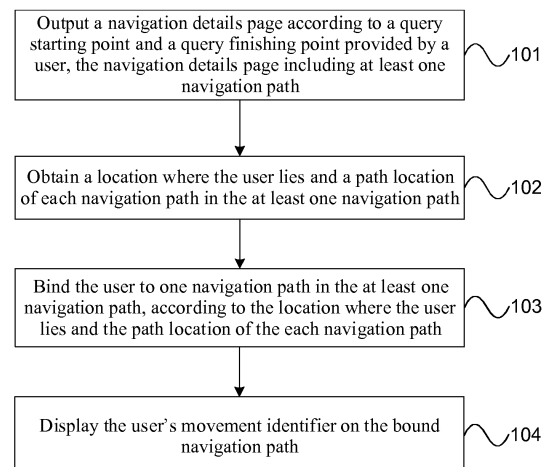 Output a navigation details page according to a query
starting point and a query finishing point provided by a
user, the navigation details page including at least one
navigation path
101
Obtain a location where the user lies and a path location
of each navigation path in the at least one navigation path
102
Bind the user to one navigation path in the at least one
navigation path, according to the location where the user
lies and the path location of the each navigation path
103
Display the user's movement identifier on the bound
navigation path
104